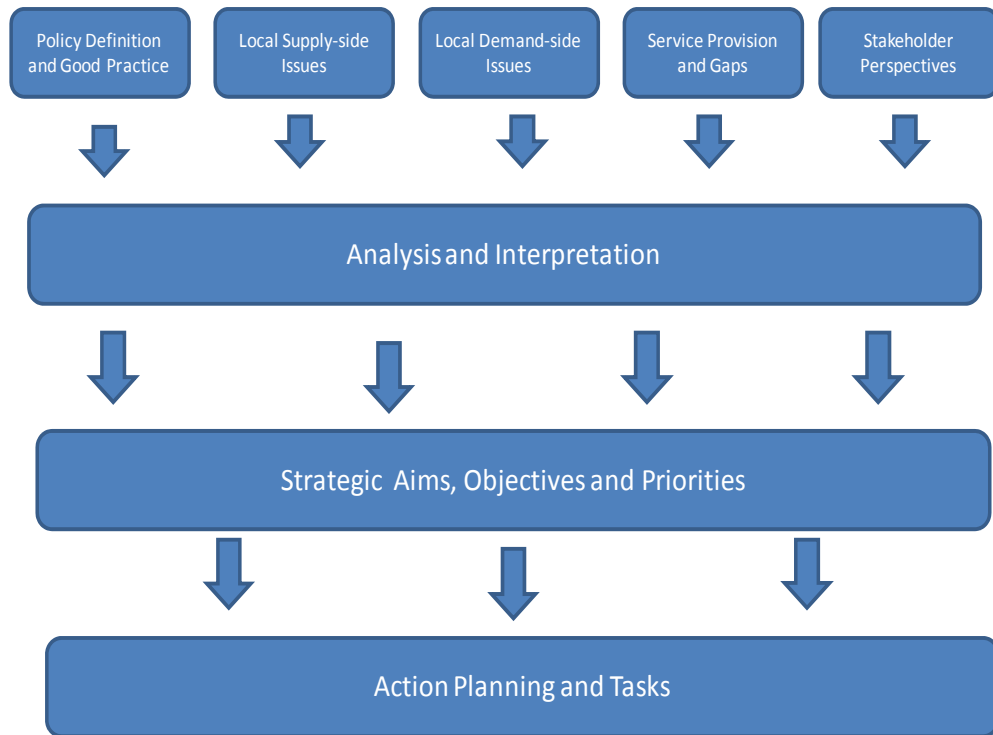 Policy Definition
and Good Practice
Local Supply-side
Issues
Local Demand-side
Issues
Service Provision
and Gaps
Stakeholder
Perspectives
Analysis and Interpretation
Strategic Aims, Objectives and Priorities
Action Planning and Tasks